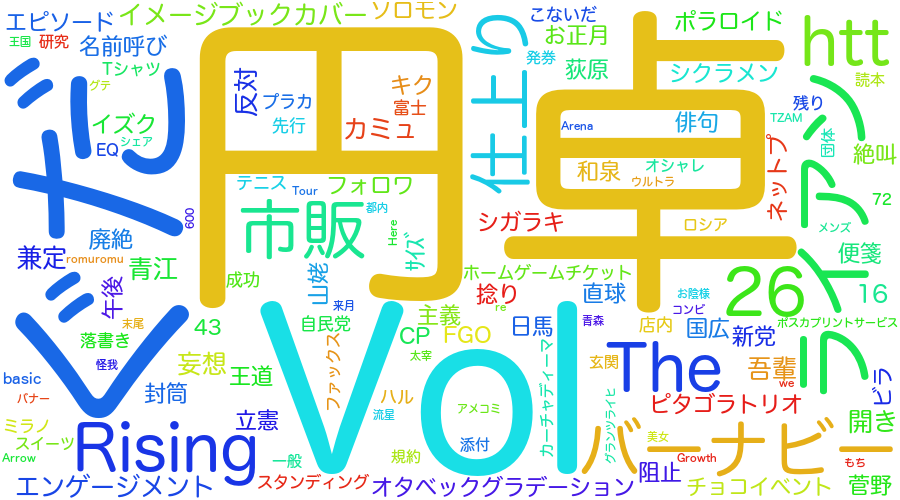 エピソード
イメージブックカバー
ソロモン
こないだ
ポラロイド
htt
王国
研究
名前呼び
Tシャツ
グテ
発券
お正月
荻原
シクラメン
読本
円
卓
仕上り
反対
プラカ
先行
キク
富士
カミュ
残り
TZAM
団体
絶叫
イズク
シェア
EQ
Arena
俳句
和泉
オシャレ
ウルトラ
ネットプ
ラインアップ
72
テニス
Tour
フォロワ
市販
都内
Here
サイズ
600
シガラキ
ロシア
メンズ
便箋
廃絶
兼定
romuromu
青江
午後
成功
山姥
来月
ホームゲームチケット
捻り
直球
お陰様
コンビ
26
16
末尾
落書き
怪我
43
自民党
主義
CP
FGO
re
日馬
青森
店内
国広
新党
ポスカプリントサービス
basic
バナー
封筒
妄想
王道
ファックス
太宰
Vol
The
玄関
吾輩
we
ビラ
ミラノ
スイーツ
Arrow
Rising
立憲
ハル
流星
アメコミ
カーチャディーマ
グランツライヒ
ピタゴラトリオ
開き
一般
規約
添付
バーナビー
美女
Growth
もち
エンゲージメント
スタンディング
オタベックグラデーション
阻止
チョコイベント
菅野